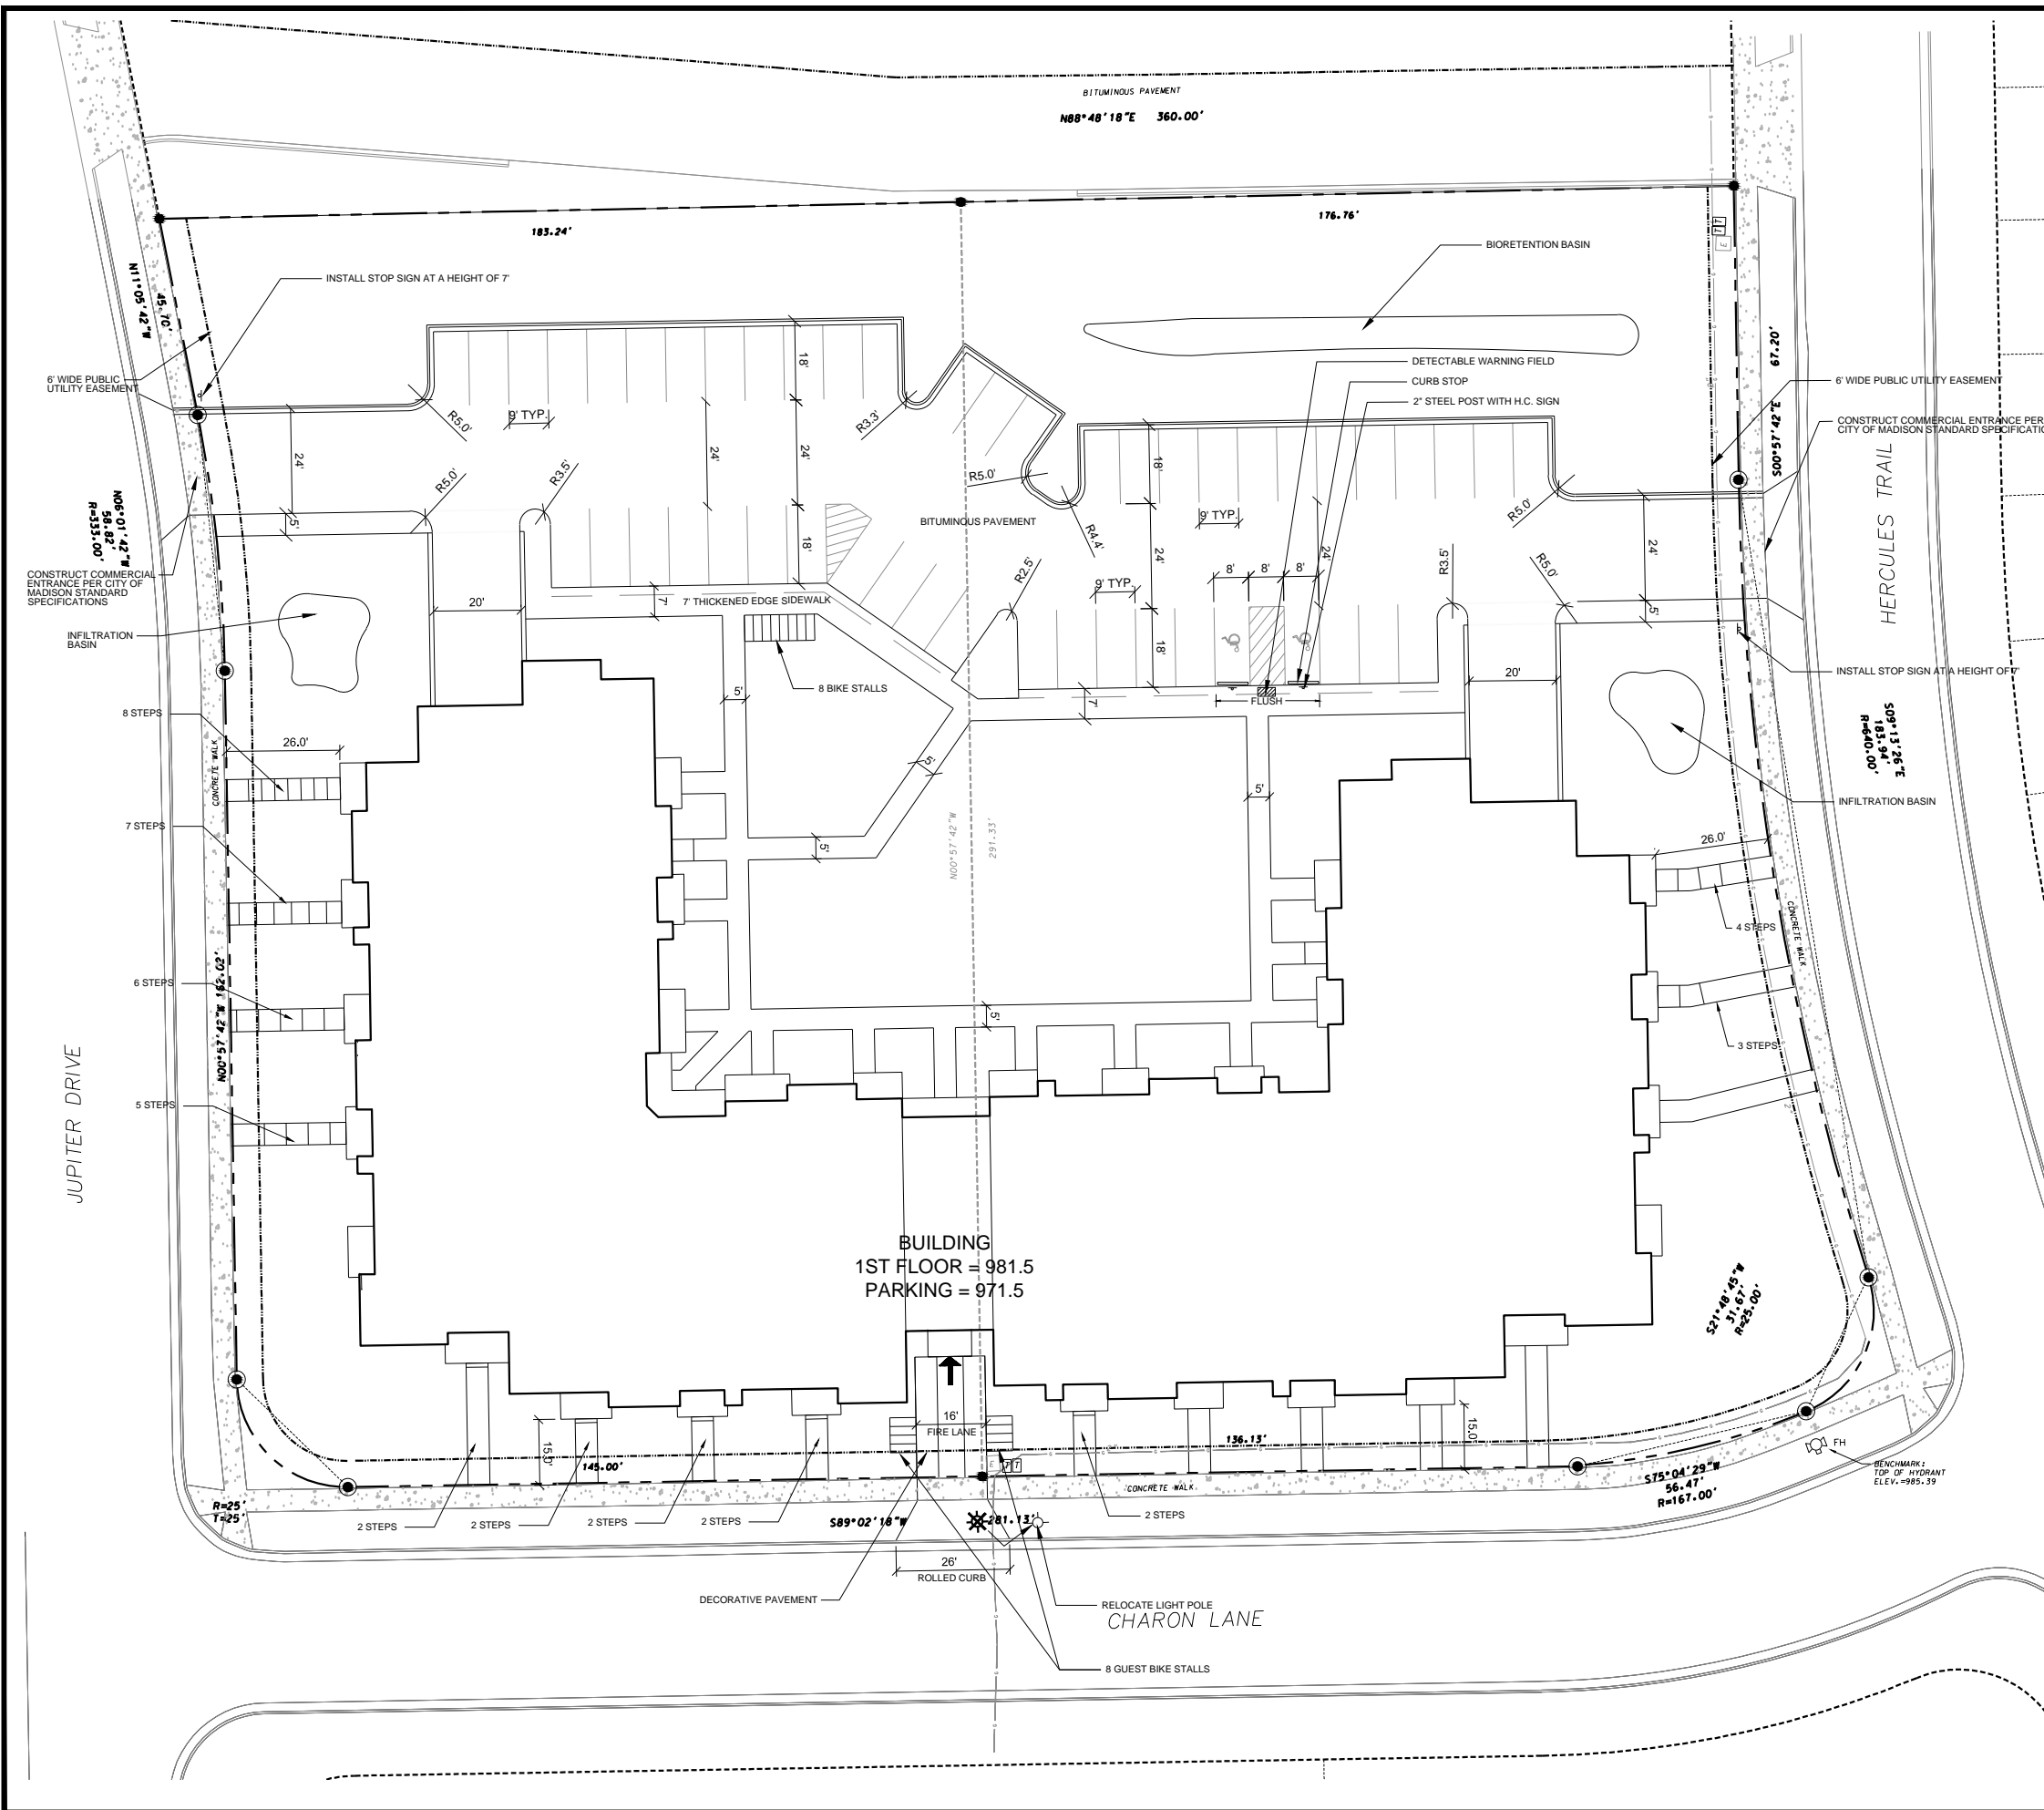 BITUMINOUS PAVEMENT
N88°48'18"E 360.00'
183.24'
176.76'
BIORETENTION BASIN
INSTALL STOP SIGN AT A HEIGHT OF 7'
N11°05'42"W
45.70'
67.20'
S00°57'42"E
6' WIDE PUBLIC
UTILITY EASEMENT
DETECTABLE WARNING FIELD
CURB STOP
2" STEEL POST WITH H.C. SIGN
6' WIDE PUBLIC UTILITY EASEMENT
CONSTRUCT COMMERCIAL ENTRANCE PER
CITY OF MADISON STANDARD SPECIFICATIO
HERCULES TRAIL
18'
R5.0'
9' TYP.
R3.3'
24'
24'
24'
R5.0'
R3.5'
18'
R5.0'
18'
BITUMINOUS PAVEMENT
R4.4'
9' TYP.
24'
24'
R5.0'
24'
5'
N06°01'42"W
58.82'
R=333.00'
CONSTRUCT COMMERCIAL
ENTRANCE PER CITY OF
MADISON STANDARD
SPECIFICATIONS
20'
7'
7' THICKENED EDGE SIDEWALK
R2.5'
9' TYP.
8'
8'
8'
R3.5'
R5.0'
5'
18'
INFILTRATION
BASIN
8 BIKE STALLS
5'
7'
FLUSH
20'
INSTALL STOP SIGN AT A HEIGHT OF 7'
S09°13'26"E
183.94'
R=640.00'
8 STEPS
26.0'
CONCRETE WALK
5'
5'
INFILTRATION BASIN
7 STEPS
5'
N00°57'42"W
291.33'
26.0'
4 STEPS
CONCRETE WALK
6 STEPS
N00°57'42"W 162.02'
5'
3 STEPS
5 STEPS
JUPITER DRIVE
BUILDING
1ST FLOOR = 981.5
PARKING = 971.5
S21°48'45"W
31.67'
R=25.00'
15.0'
145.00'
16'
FIRE LANE
136.13'
15.0'
E
T
T
FH
BENCHMARK:
TOP OF HYDRANT
ELEV.=985.39
CONCRETE WALK
S75°04'29"W
56.47'
R=167.00'
R=25'
T=25'
2 STEPS
2 STEPS
2 STEPS
2 STEPS
S89°02'18"W
281.13'
2 STEPS
26'
ROLLED CURB
DECORATIVE PAVEMENT
RELOCATE LIGHT POLE
CHARON LANE
8 GUEST BIKE STALLS